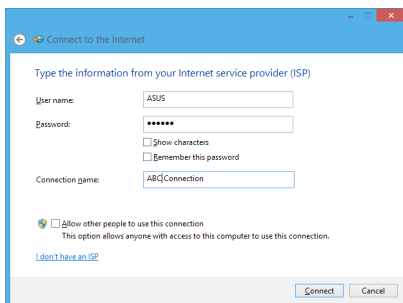 Connect to the Internet
Type the information from your Internet service provider (ISP)
User name: ASUS
Password: ••••••
Show characters
Remember this password
Connection name: ABCConnection
Allow other people to use this connection
This option allows anyone with access to this computer to use this connection.
I don't have an ISP
Connect Cancel